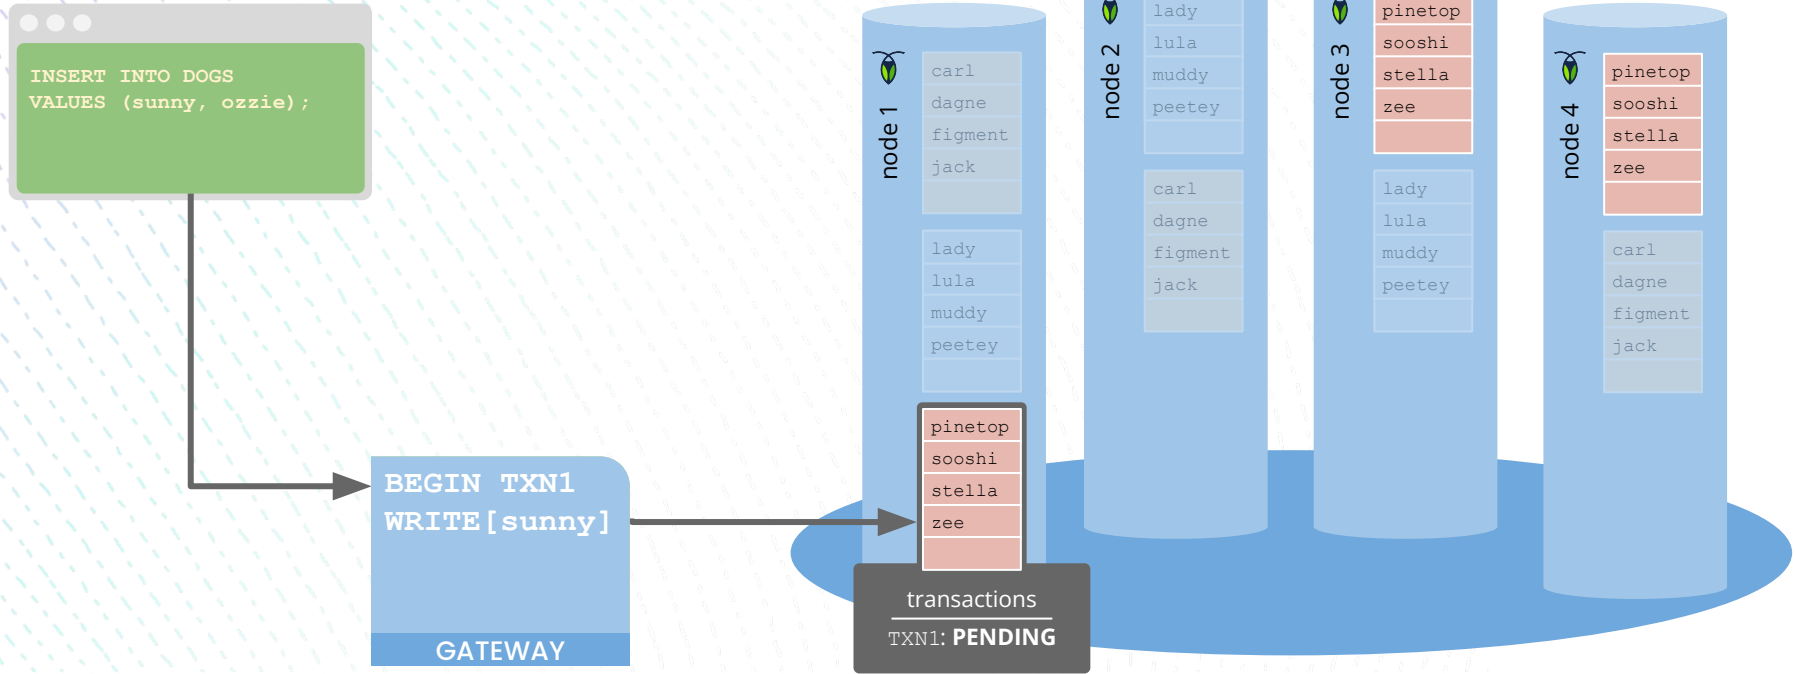 INSERT INTO DOGS
VALUES (sunny, ozzie);
BEGIN TXN1
WRITE[sunny]
GATEWAY
node 1
carl
dagne
figment
jack
lady
lula
muddy
peetey
pinetop
sooshi
stella
zee
transactions
TXN1: PENDING
node 2
lady
lula
muddy
peetey
carl
dagne
figment
jack
node 3
pinetop
sooshi
stella
zee
lady
lula
muddy
peetey
node 4
pinetop
sooshi
stella
zee
carl
dagne
figment
jack